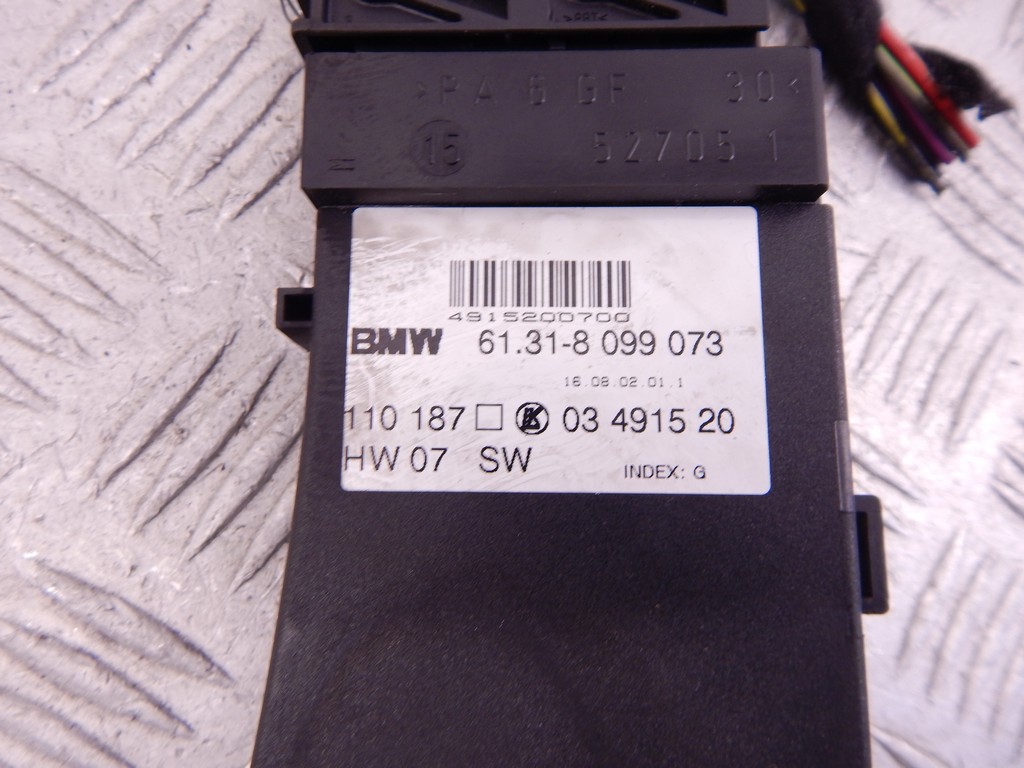 >PA 6 GF 30<
15 52705 1
4915200700
BMW 61.31-8 099 073
16.08.02.01.1
110 187 03 4915 20
HW 07 SW
INDEX: G